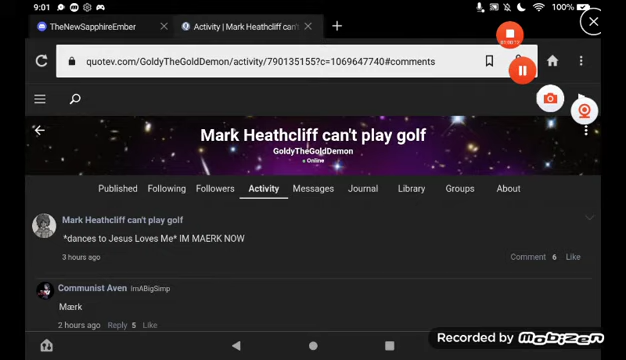 9:01
100%
TheNewSapphireEmber
Activity | Mark Heathcliff can't
quotev.com/GoldyTheGoldDemon/activity/790135155?c=1069647740#comments
Mark Heathcliff can't play golf
GoldyTheGoldDemon
Online
Published Following Followers Activity Messages Journal Library Groups About
Mark Heathcliff can't play golf
*dances to Jesus Loves Me* IM MAERK NOW
3 hours ago
Comment 6 Like
Communist Aven ImABigSimp
Mærk
2 hours ago Reply 5 Like
Recorded by Mobizen